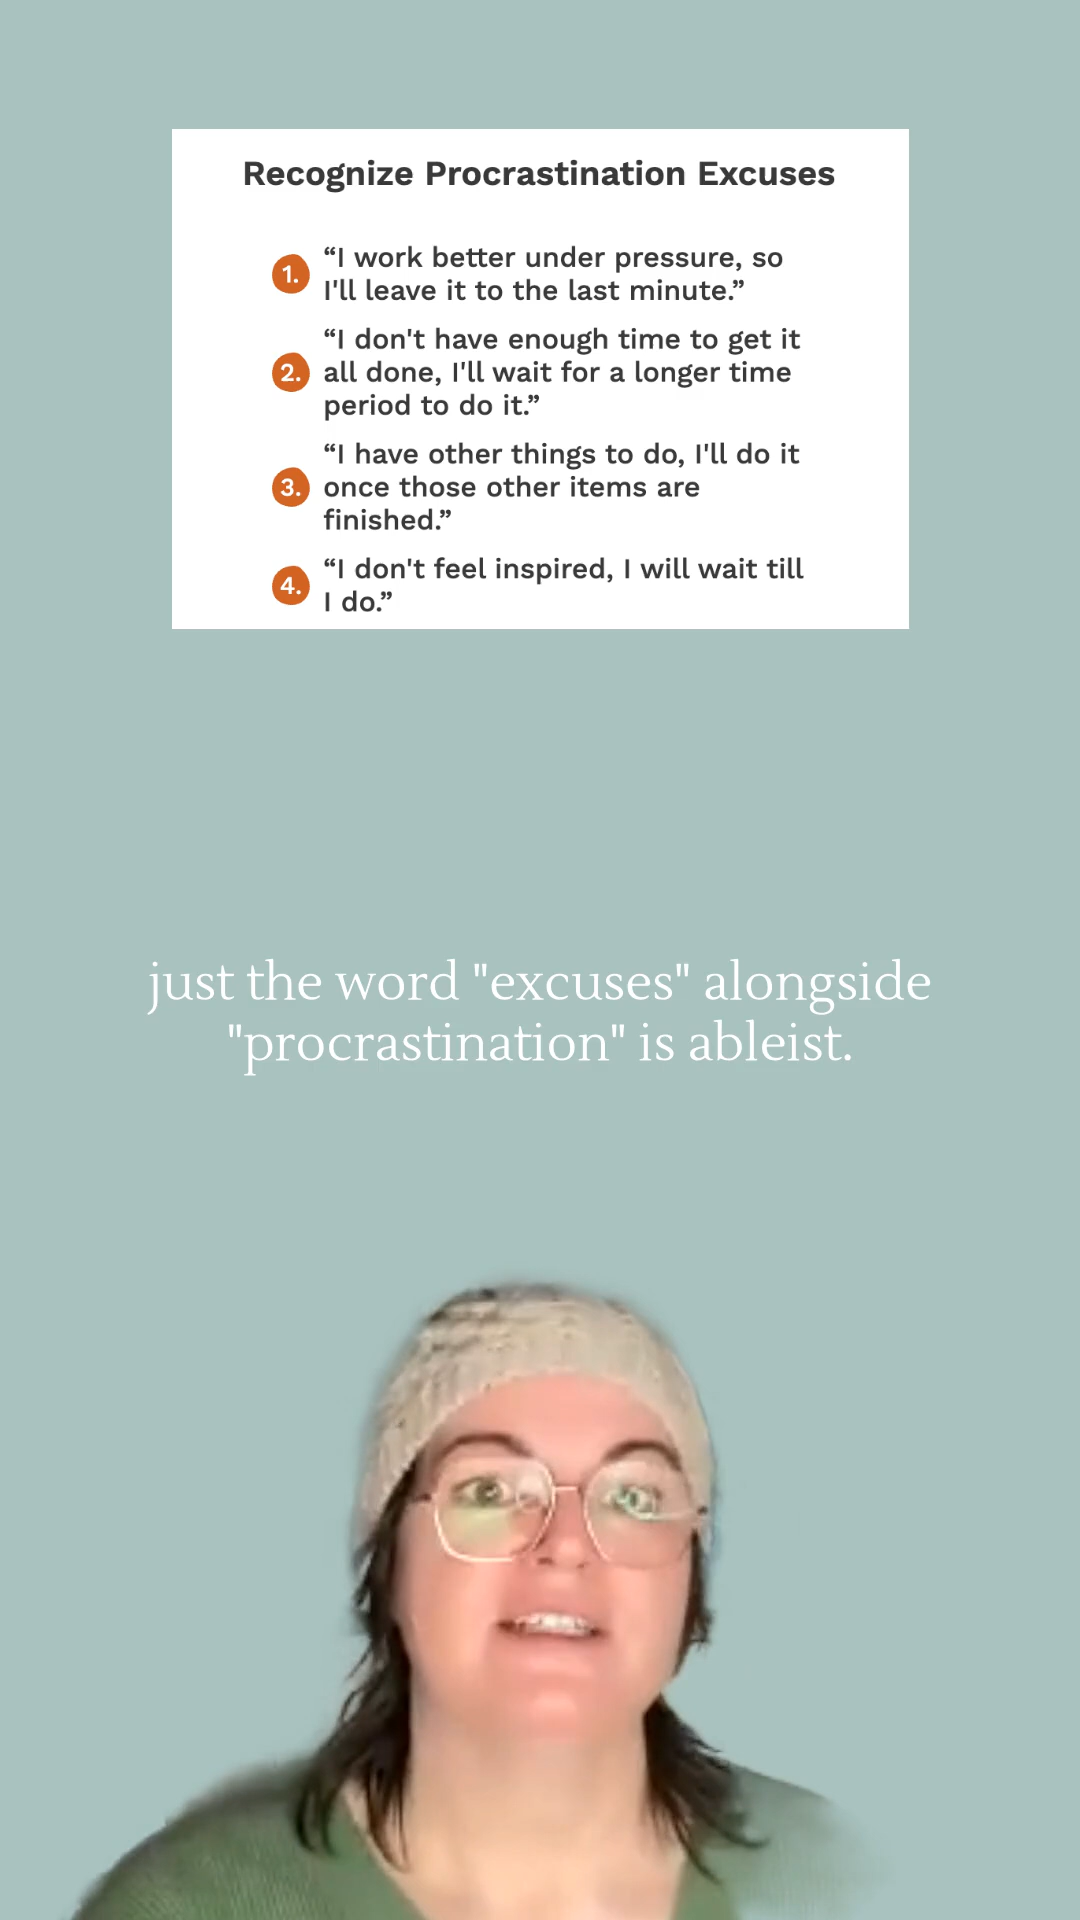 Recognize Procrastination Excuses
1. “I work better under pressure, so
I'll leave it to the last minute.”
“I don't have enough time to get it
2. all done, I'll wait for a longer time
period to do it.”
“I have other things to do, I'll do it
3. once those other items are
finished.”
4. “I don't feel inspired, I will wait till
I do.”
just the word "excuses" alongside
"procrastination" is ableist.